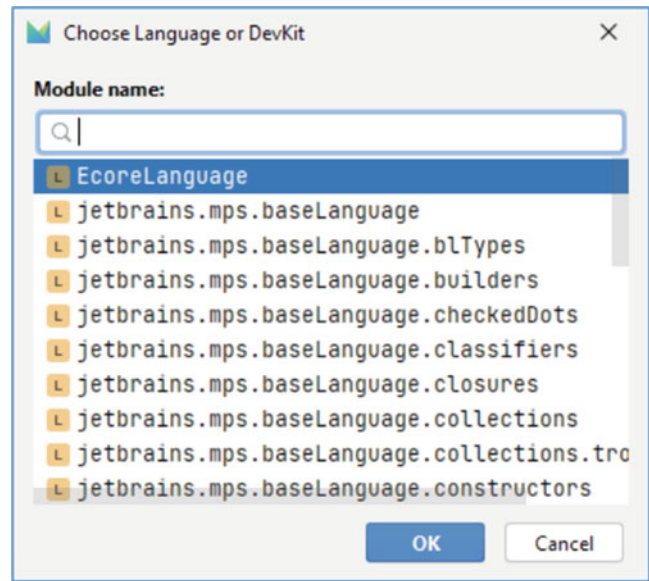 Choose Language or DevKit
Module name:
EcoreLanguage
jetbrains.mps.baseLanguage
jetbrains.mps.baseLanguage.blTypes
jetbrains.mps.baseLanguage.builders
jetbrains.mps.baseLanguage.checkedDots
jetbrains.mps.baseLanguage.classifiers
jetbrains.mps.baseLanguage.closures
jetbrains.mps.baseLanguage.collections
jetbrains.mps.baseLanguage.collections.tro
jetbrains.mps.baseLanguage.constructors
OK Cancel